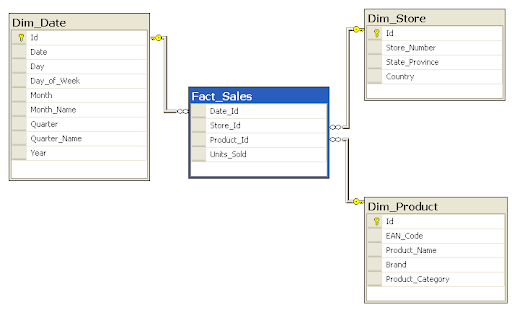 Dim_Date
Id
Date
Day
Day_of_Week
Month
Month_Name
Quarter
Quarter_Name
Year
Fact_Sales
Date_Id
Store_Id
Product_Id
Units_Sold
Dim_Store
Id
Store_Number
State_Province
Country
Dim_Product
Id
EAN_Code
Product_Name
Brand
Product_Category